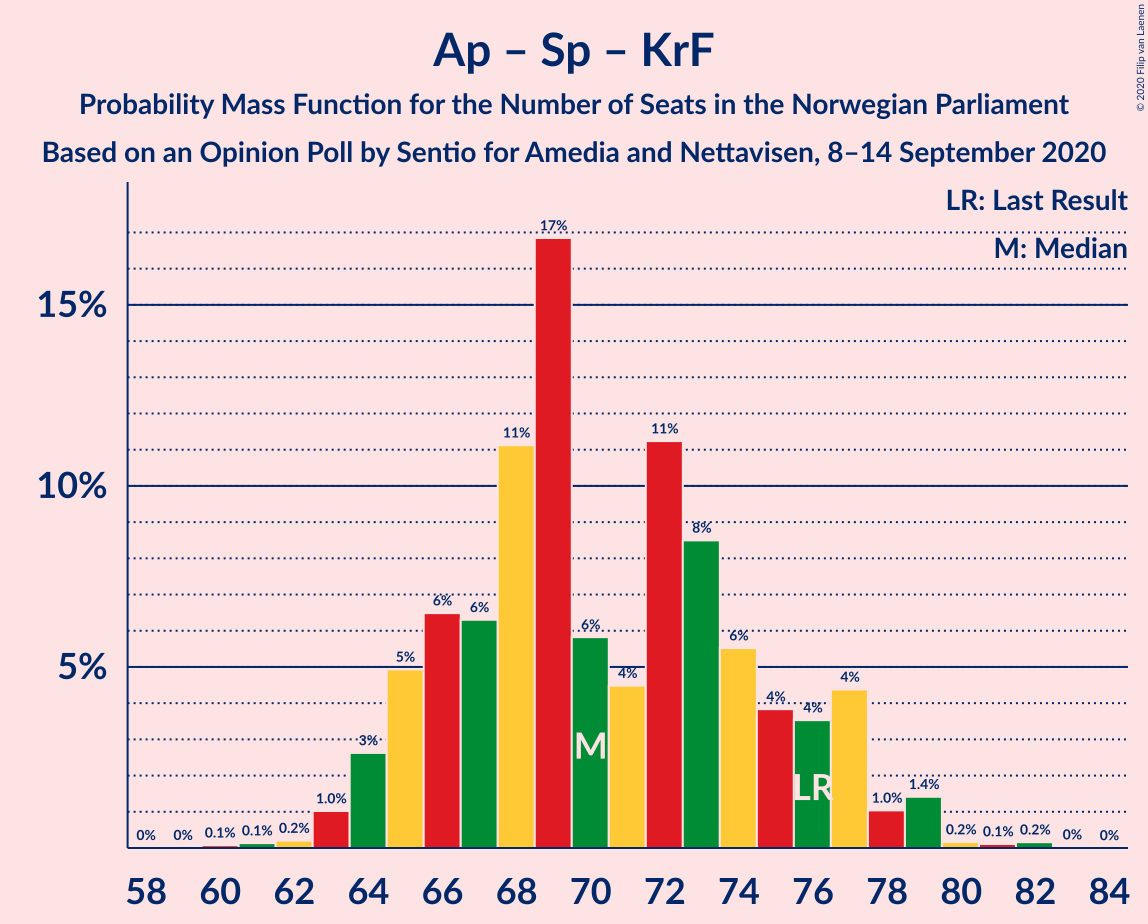 Ap – Sp – KrF
Probability Mass Function for the Number of Seats in the Norwegian Parliament
Based on an Opinion Poll by Sentio for Amedia and Nettavisen, 8–14 September 2020
© 2020 Filip van Laenen
LR: Last Result
M: Median
15%
10%
5%
0% 0% 0.1% 0.1% 0.2% 1.0% 3% 5% 6% 6% 11% 17% 6% 4% 11% 8% 6% 4% 4% 4% 1.0% 1.4% 0.2% 0.1% 0.2% 0% 0%
M
LR
58 60 62 64 66 68 70 72 74 76 78 80 82 84